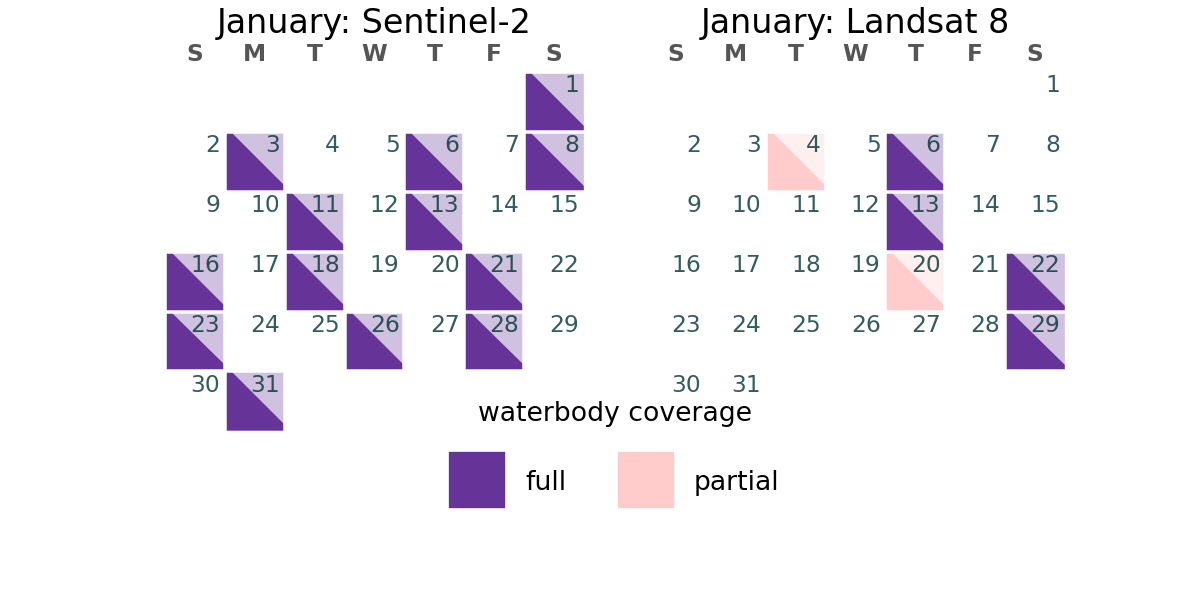 January: Sentinel-2
S M T W T F S
1
2 3 4 5 6 7 8
9 10 11 12 13 14 15
16 17 18 19 20 21 22
23 24 25 26 27 28 29
30 31
January: Landsat 8
S M T W T F S
1
2 3 4 5 6 7 8
9 10 11 12 13 14 15
16 17 18 19 20 21 22
23 24 25 26 27 28 29
30 31
waterbody coverage
full partial